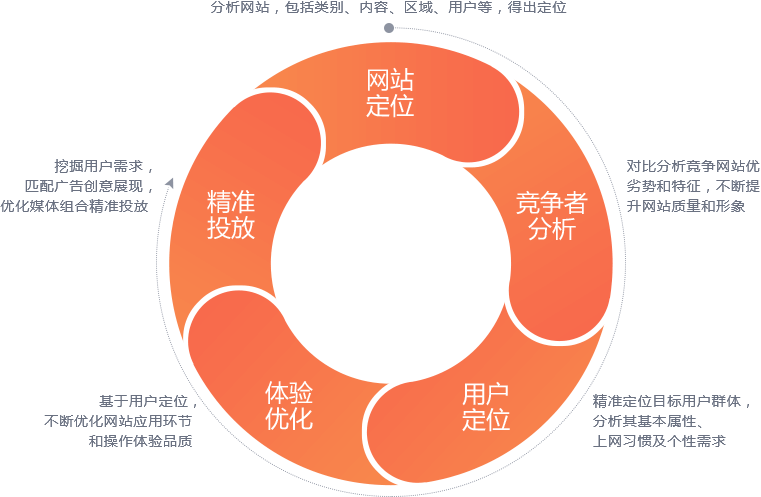 分析网站，包括类别、内容、区域、用户等，得出定位
网站
定位
对比分析竞争网站优
劣势和特征，不断提
升网站质量和形象
竞争者
分析
精准定位目标用户群体，
分析其基本属性、
上网习惯及个性需求
用户
定位
基于用户定位，
不断优化网站应用环节
和操作体验品质
体验
优化
挖掘用户需求，
匹配广告创意展现，
优化媒体组合精准投放
精准
投放